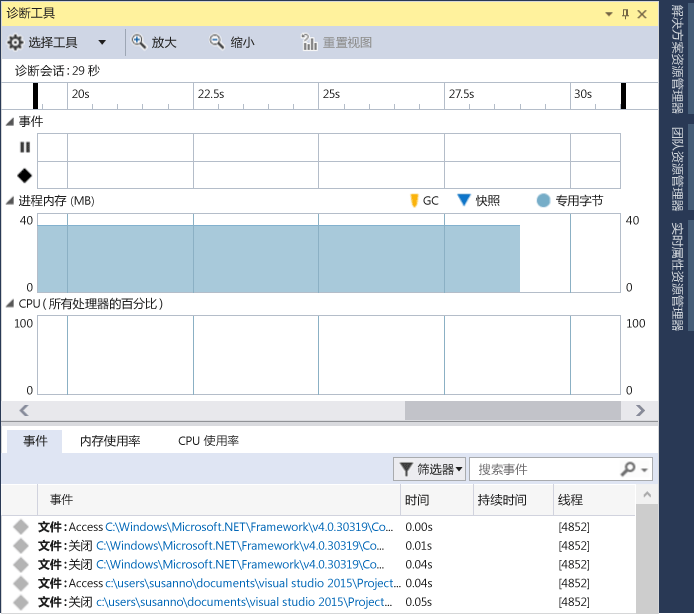 诊断工具
选择工具 放大 缩小 重置视图
诊断会话:29 秒
20s 22.5s 25s 27.5s 30s
事件
进程内存 (MB) GC 快照 专用字节
40 40
0 0
CPU (所有处理器的百分比)
100 100
0 0
事件 内存使用率 CPU 使用率
筛选器 搜索事件
事件 时间 持续时间 线程
文件:Access C:\Windows\Microsoft.NET\Framework\v4.0.30319\Co... 0.00s [4852]
文件:关闭 C:\Windows\Microsoft.NET\Framework\v4.0.30319\Co... 0.01s [4852]
文件:关闭 C:\Windows\Microsoft.NET\Framework\v4.0.30319\Co... 0.04s [4852]
文件:Access c:\users\susanno\documents\visual studio 2015\Project... 0.04s [4852]
文件:关闭 c:\users\susanno\documents\visual studio 2015\Project... 0.05s [4852]
解决方案资源管理器
团队资源管理器
实时属性资源管理器